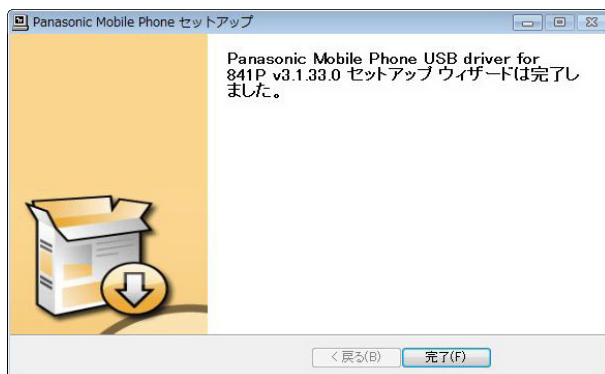 Panasonic Mobile Phone セットアップ
Panasonic Mobile Phone USB driver for
841P v3.1.33.0 セットアップ ウィザードは完了し
ました。
< 戻る(B)
完了(F)